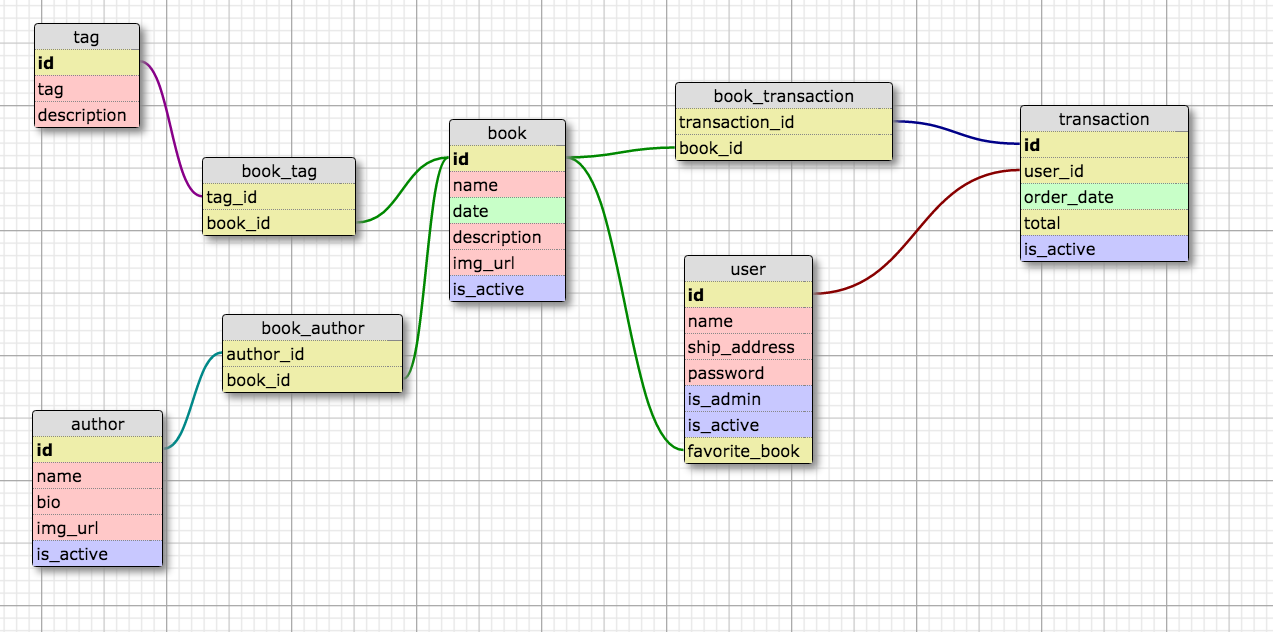 tag
id
tag
description
book_tag
tag_id
book_id
book_author
author_id
book_id
author
id
name
bio
img_url
is_active
book
id
name
date
description
img_url
is_active
book_transaction
transaction_id
book_id
user
id
name
ship_address
password
is_admin
is_active
favorite_book
transaction
id
user_id
order_date
total
is_active